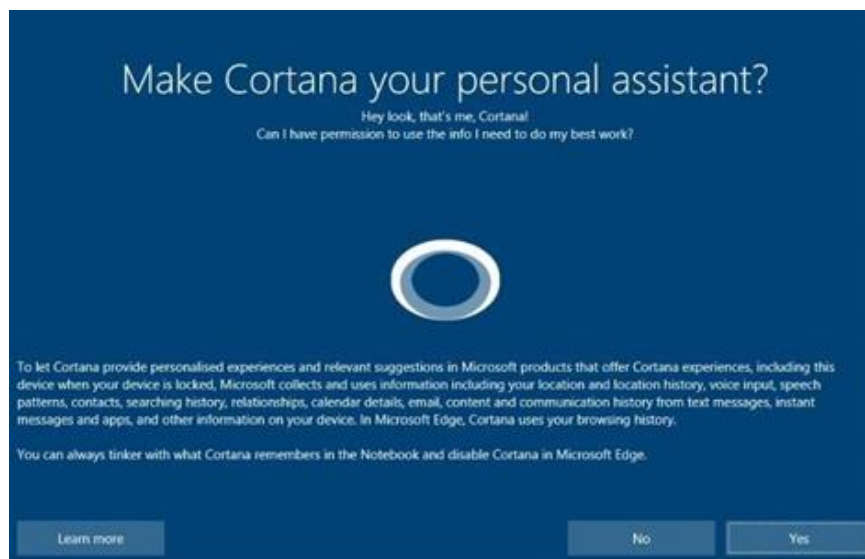 Make Cortana your personal assistant?
Hey look, that's me, Cortana!
Can I have permission to use the info I need to do my best work?
To let Cortana provide personalised experiences and relevant suggestions in Microsoft products that offer Cortana experiences, including this
device when your device is locked, Microsoft collects and uses information including your location and location history, voice input, speech
patterns, contacts, searching history, relationships, calendar details, email, content and communication history from text messages, instant
messages and apps, and other information on your device. In Microsoft Edge, Cortana uses your browsing history.
You can always tinker with what Cortana remembers in the Notebook and disable Cortana in Microsoft Edge.
Learn more
No
Yes